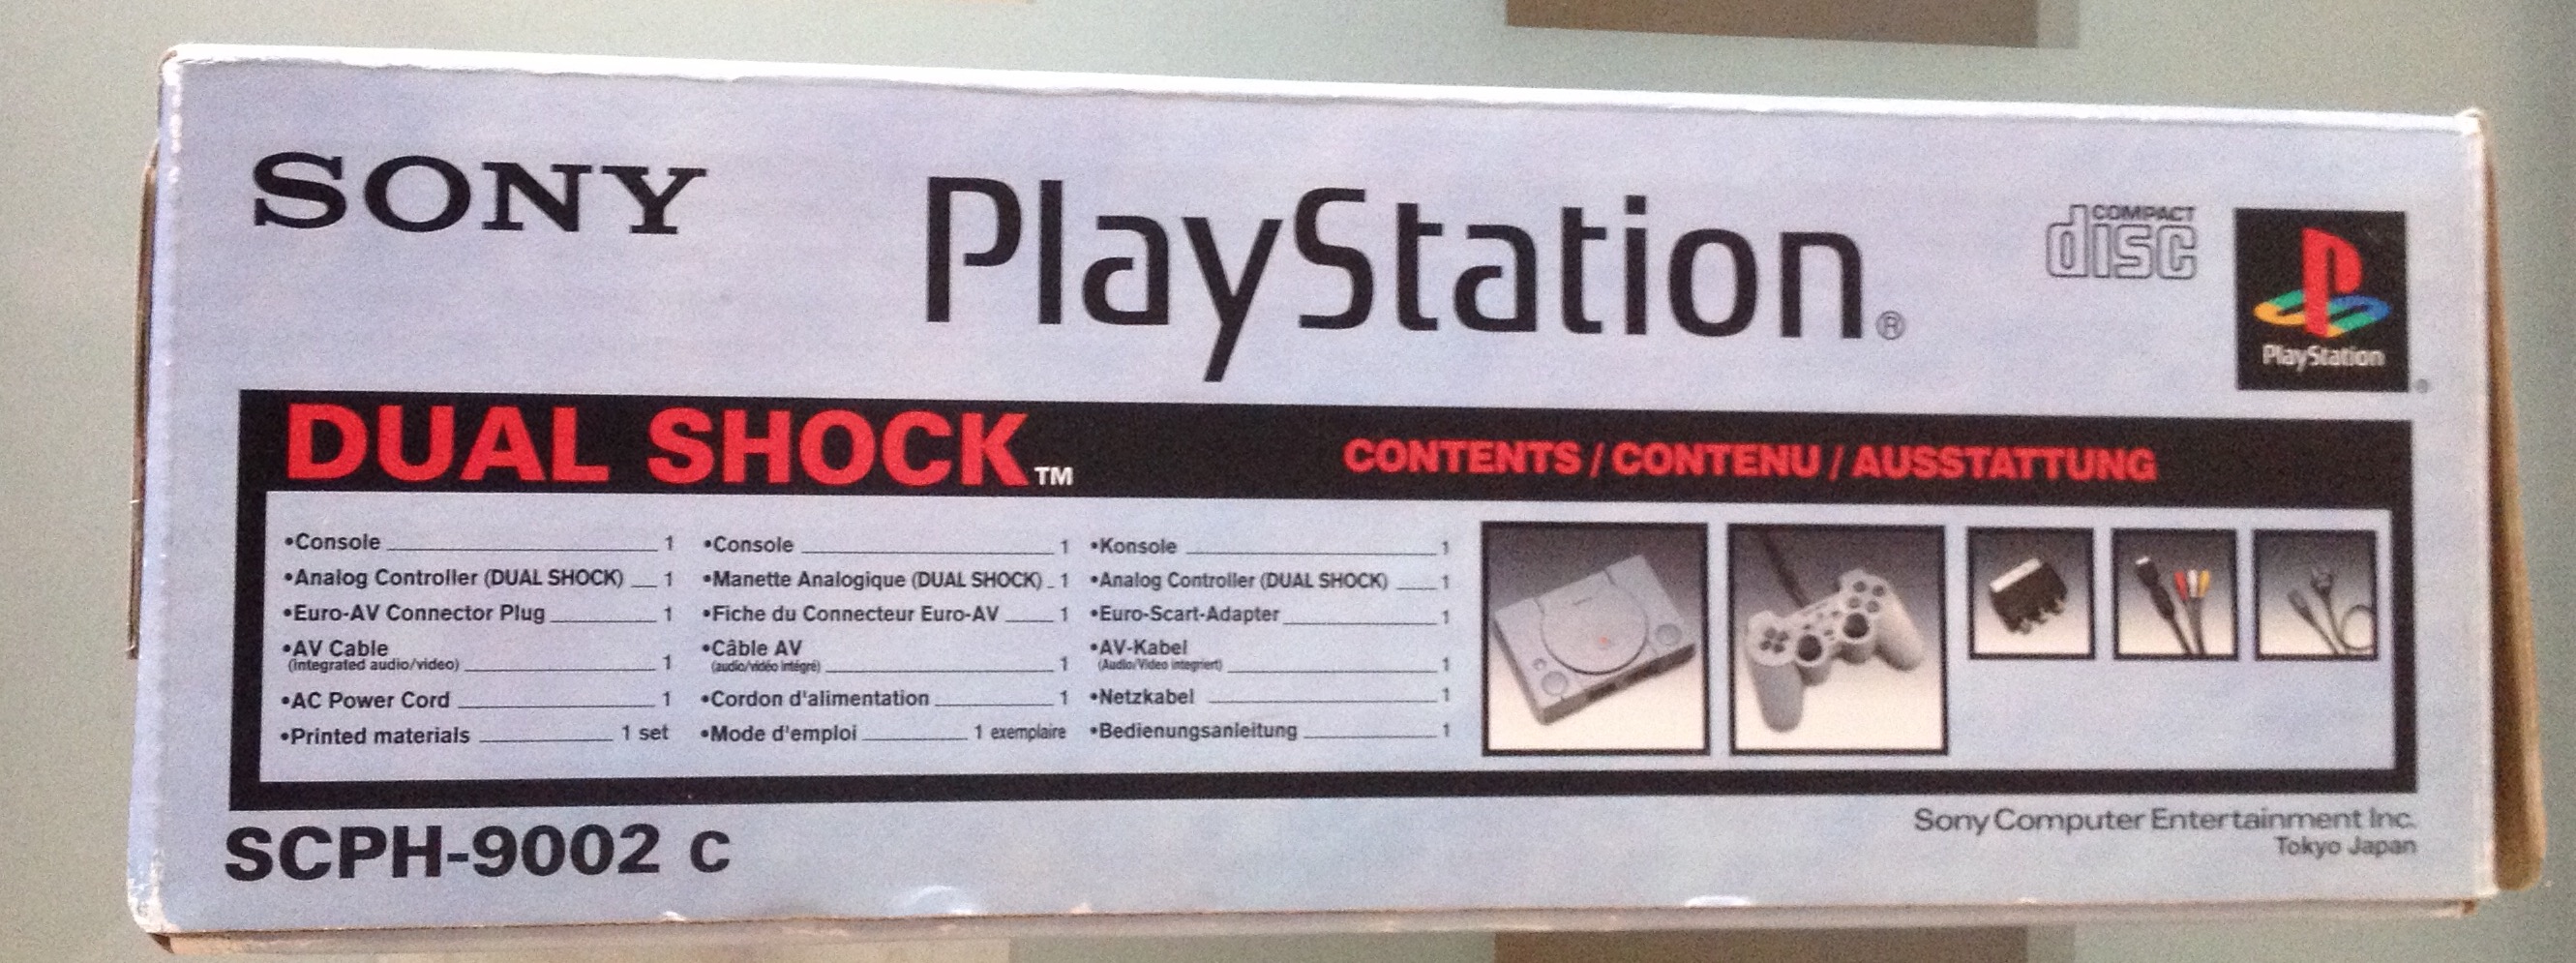 SONY
PlayStation®
COMPACT
disc
PlayStation
®
DUAL SHOCK™
CONTENTS / CONTENU / AUSSTATTUNG
•Console 1
•Analog Controller (DUAL SHOCK) 1
•Euro-AV Connector Plug 1
•AV Cable
(integrated audio/video) 1
•AC Power Cord 1
•Printed materials 1 set
•Console 1
•Manette Analogique (DUAL SHOCK) 1
•Fiche du Connecteur Euro-AV 1
•Câble AV
(audio/vidéo intégré) 1
•Cordon d'alimentation 1
•Mode d'emploi 1 exemplaire
•Konsole 1
•Analog Controller (DUAL SHOCK) 1
•Euro-Scart-Adapter 1
•AV-Kabel
(Audio/Video integriert) 1
•Netzkabel 1
•Bedienungsanleitung 1
SCPH-9002 C
Sony Computer Entertainment Inc.
Tokyo Japan